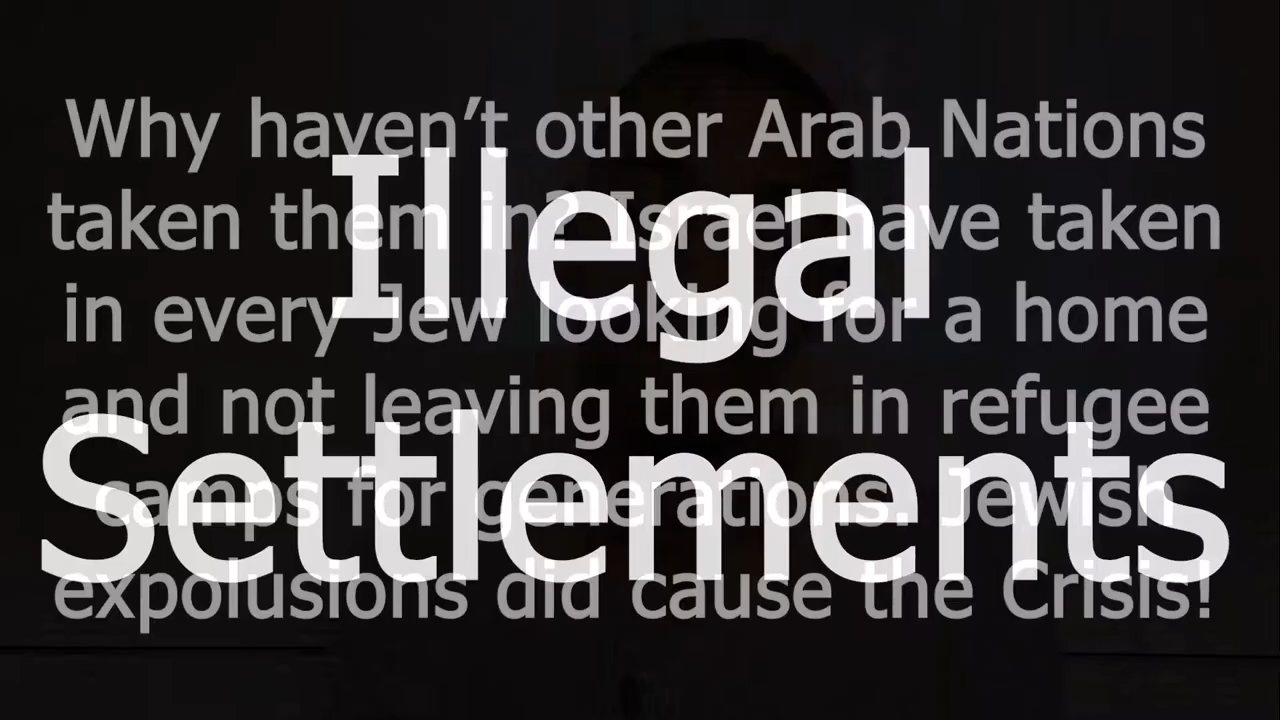 Why haven’t other Arab Nations
taken them in? Israel have taken
in every Jew looking for a home
and not leaving them in refugee
camps for generations. Jewish
expolusions did cause the Crisis!
Illegal
Settlements